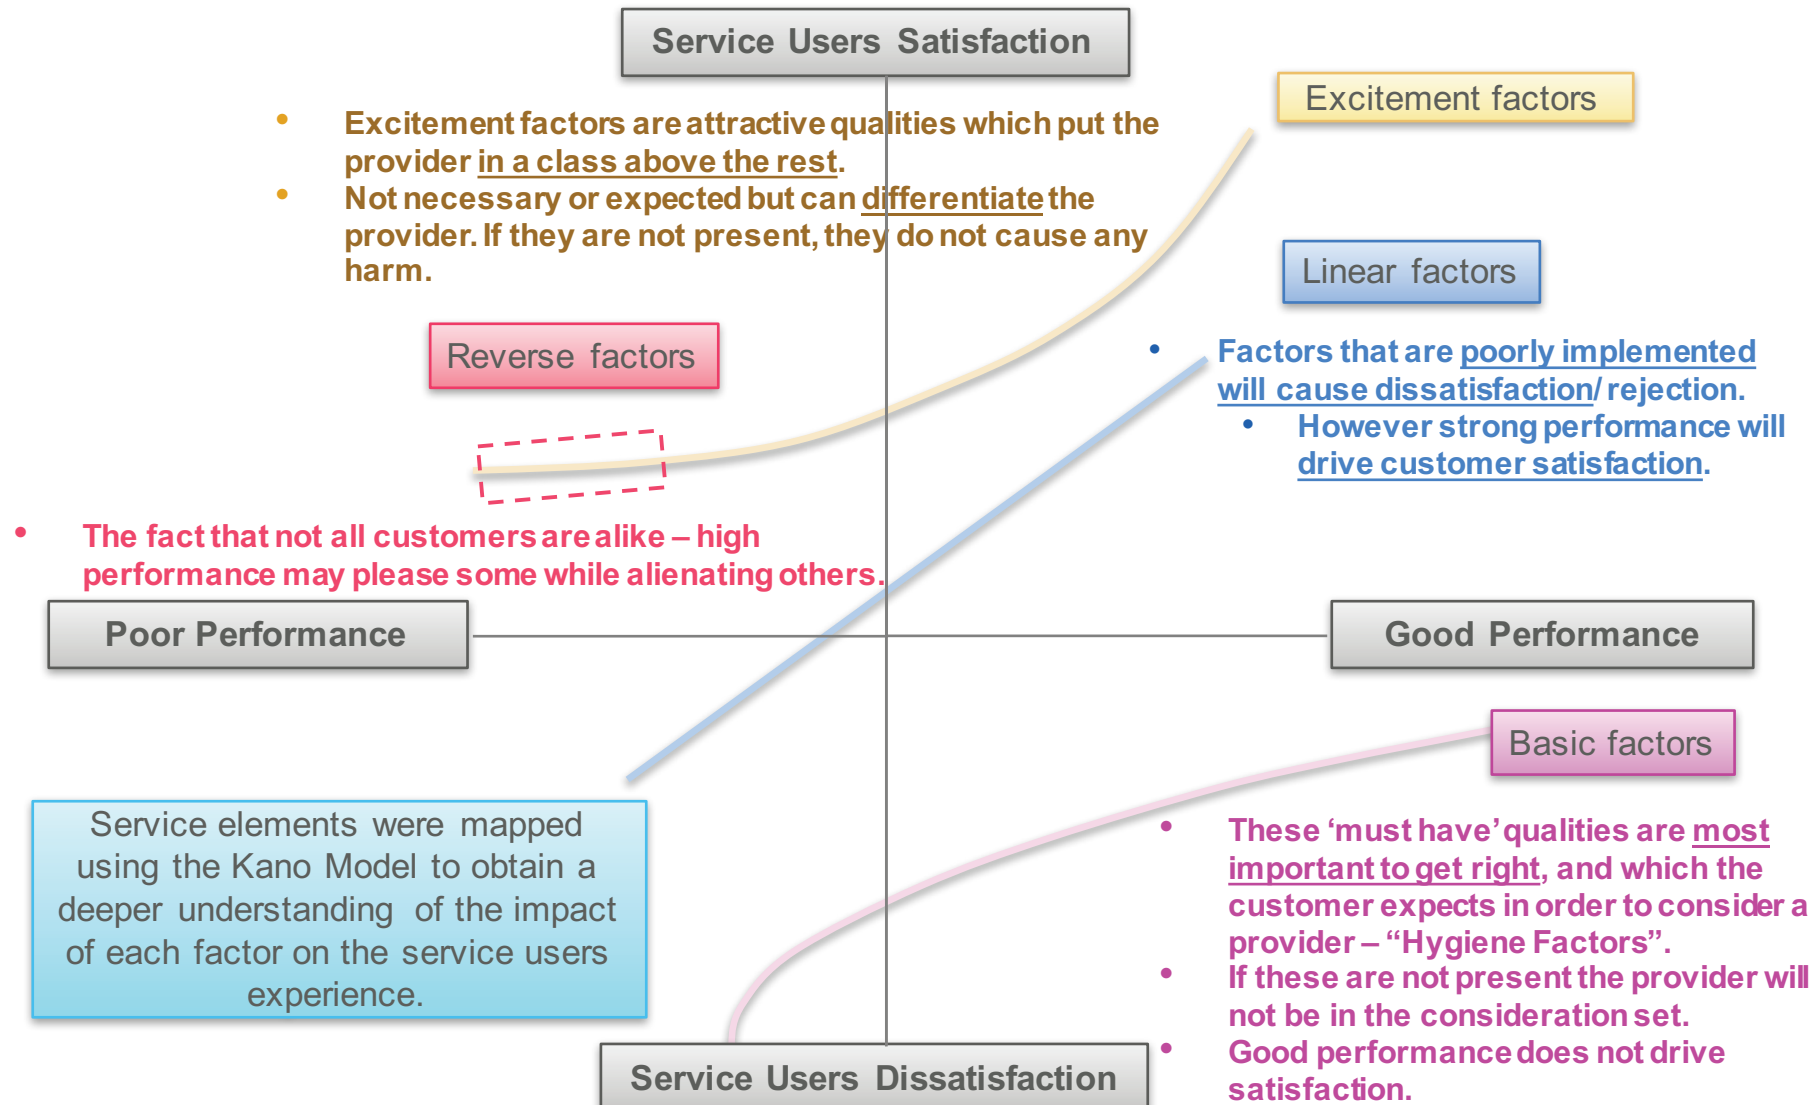 Service Users Satisfaction
Excitement factors
• Excitement factors are attractive qualities which put the
provider in a class above the rest.
• Not necessary or expected but can differentiate the
provider. If they are not present, they do not cause any
harm.
Linear factors
Reverse factors
• Factors that are poorly implemented
will cause dissatisfaction/ rejection.
• However strong performance will
drive customer satisfaction.
• The fact that not all customers are alike – high
performance may please some while alienating others.
Poor Performance
Good Performance
Basic factors
Service elements were mapped
using the Kano Model to obtain a
deeper understanding of the impact
of each factor on the service users
experience.
• These ‘must have’ qualities are most
important to get right, and which the
customer expects in order to consider a
provider – “Hygiene Factors”.
• If these are not present the provider will
not be in the consideration set.
• Good performance does not drive
satisfaction.
Service Users Dissatisfaction